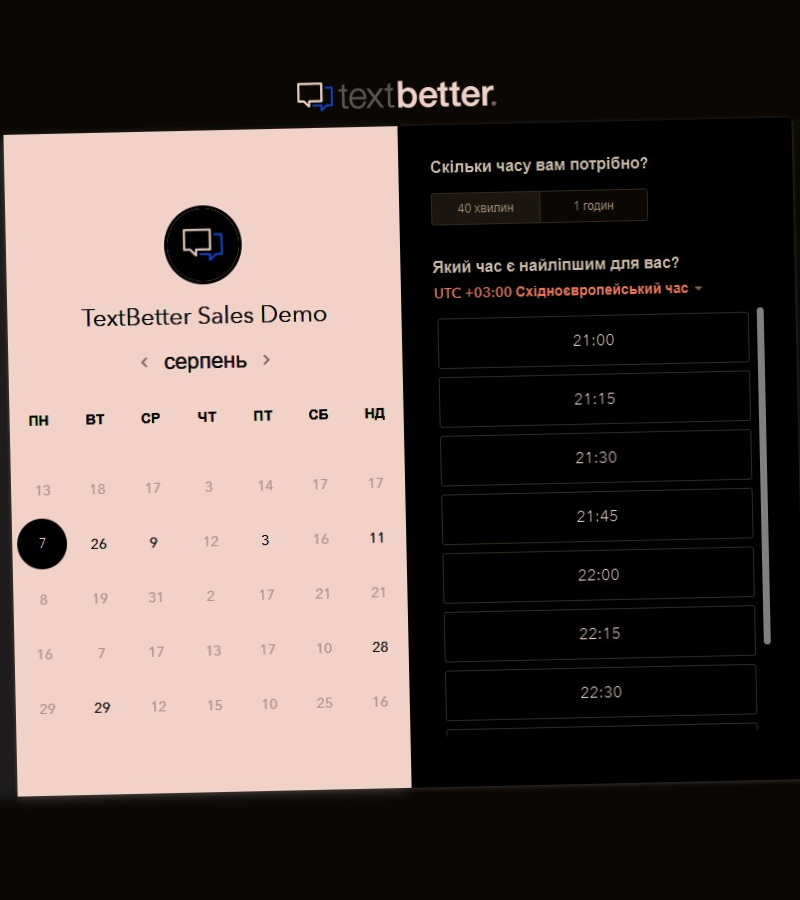 textbetter.
TextBetter Sales Demo
серпень
ПН ВТ СР ЧТ ПТ СБ НД
13 18 17 3 14 17 17
7 26 9 12 3 16 11
8 19 31 2 17 21 21
16 7 17 13 17 10 28
29 29 12 15 10 25 16
Скільки часу вам потрібно?
40 хвилин 1 годин
Який час є найліпшим для вас?
UTC +03:00 Східноєвропейський час
21:00
21:15
21:30
21:45
22:00
22:15
22:30